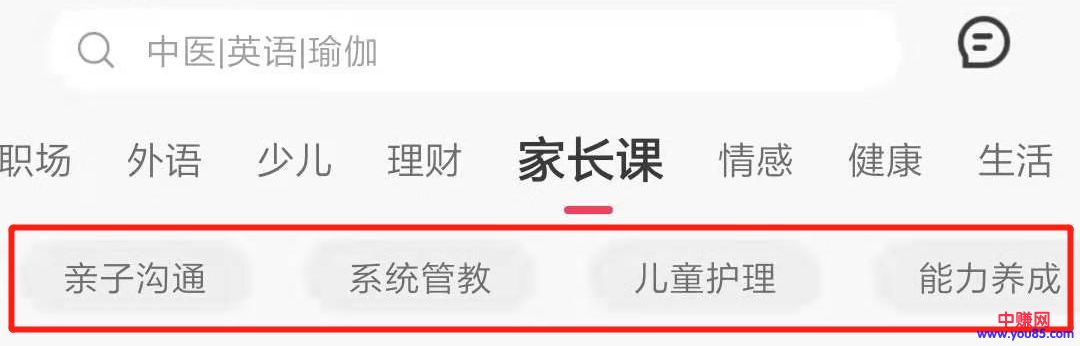 中医|英语|瑜伽
职场 外语 少儿 理财 家长课 情感 健康 生活
亲子沟通 系统管教 儿童护理 能力养成
中赚网
www.you85.com